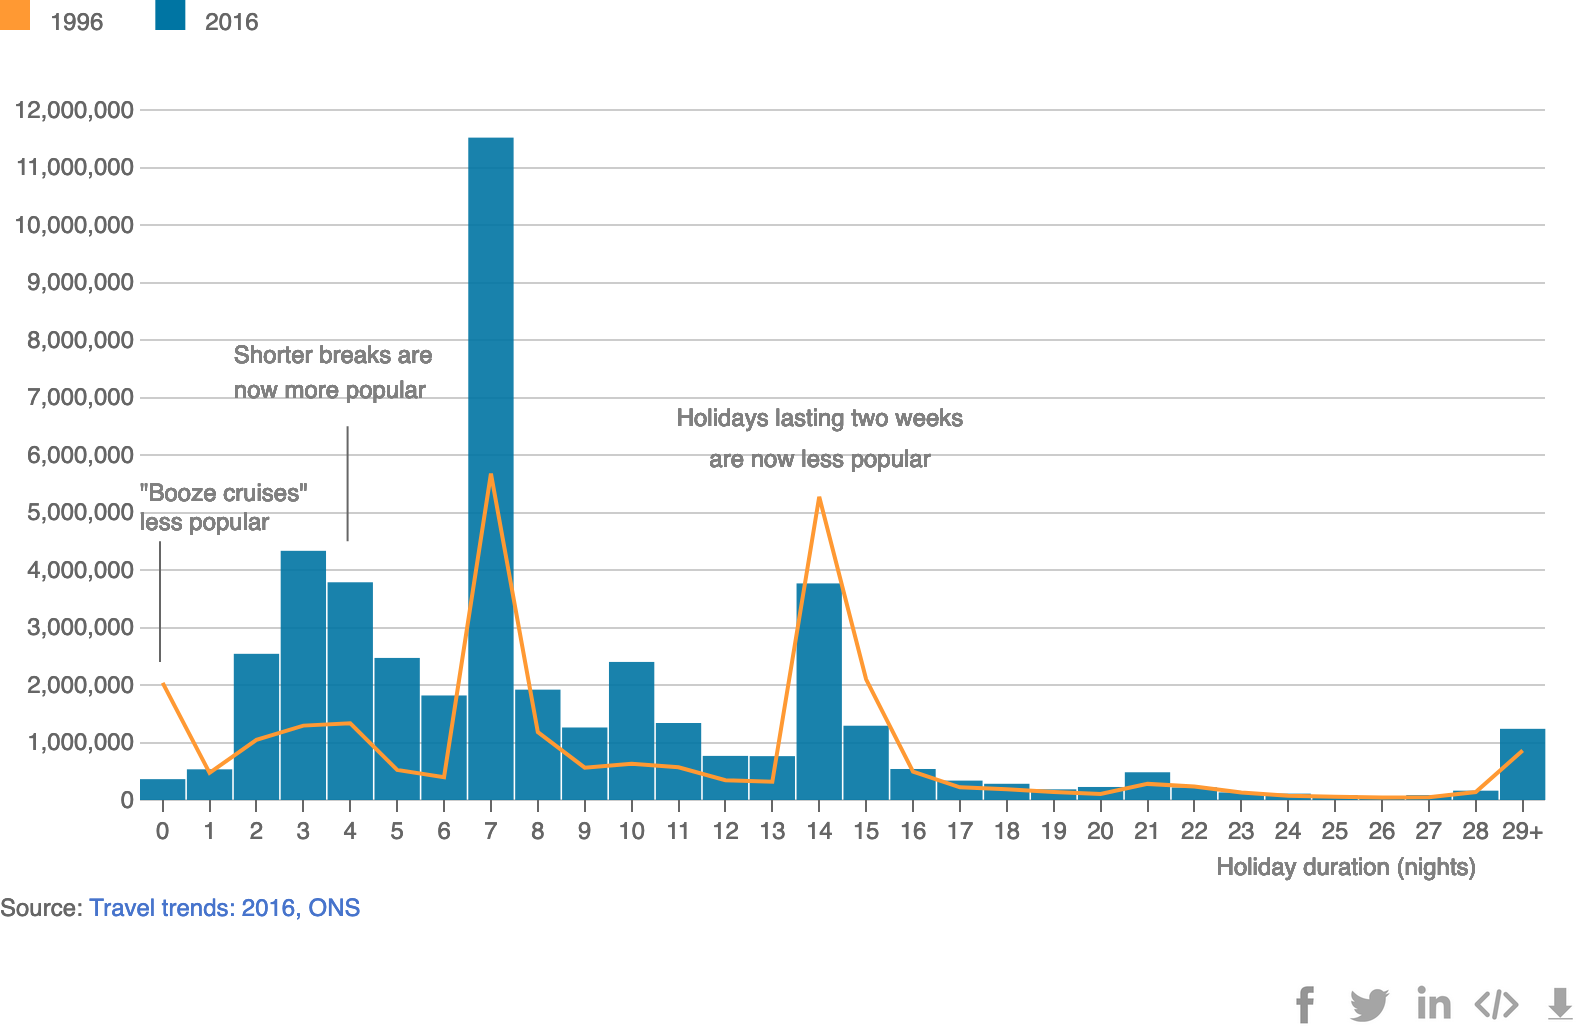 1996 2016
12,000,000
11,000,000
10,000,000
9,000,000
8,000,000
Shorter breaks are
now more popular
7,000,000
Holidays lasting two weeks
are now less popular
6,000,000
"Booze cruises"
less popular
5,000,000
4,000,000
3,000,000
2,000,000
1,000,000
0
0 1 2 3 4 5 6 7 8 9 10 11 12 13 14 15 16 17 18 19 20 21 22 23 24 25 26 27 28 29+
Holiday duration (nights)
Source: Travel trends: 2016, ONS